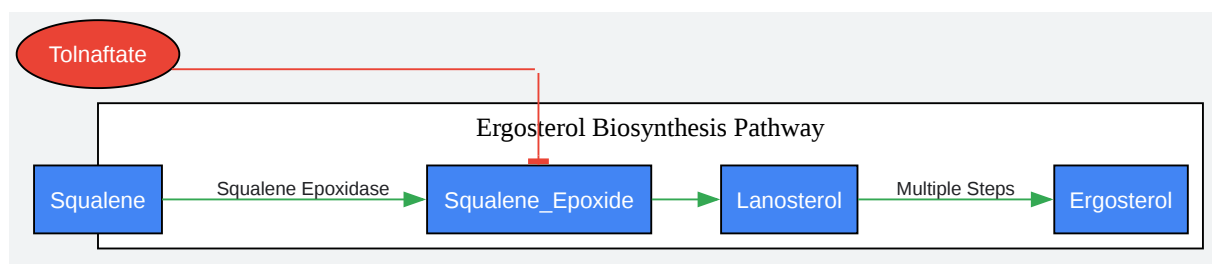 Tolnaftate
Ergosterol Biosynthesis Pathway
Squalene
Squalene Epoxidase
Squalene_Epoxide
Lanosterol
Multiple Steps
Ergosterol